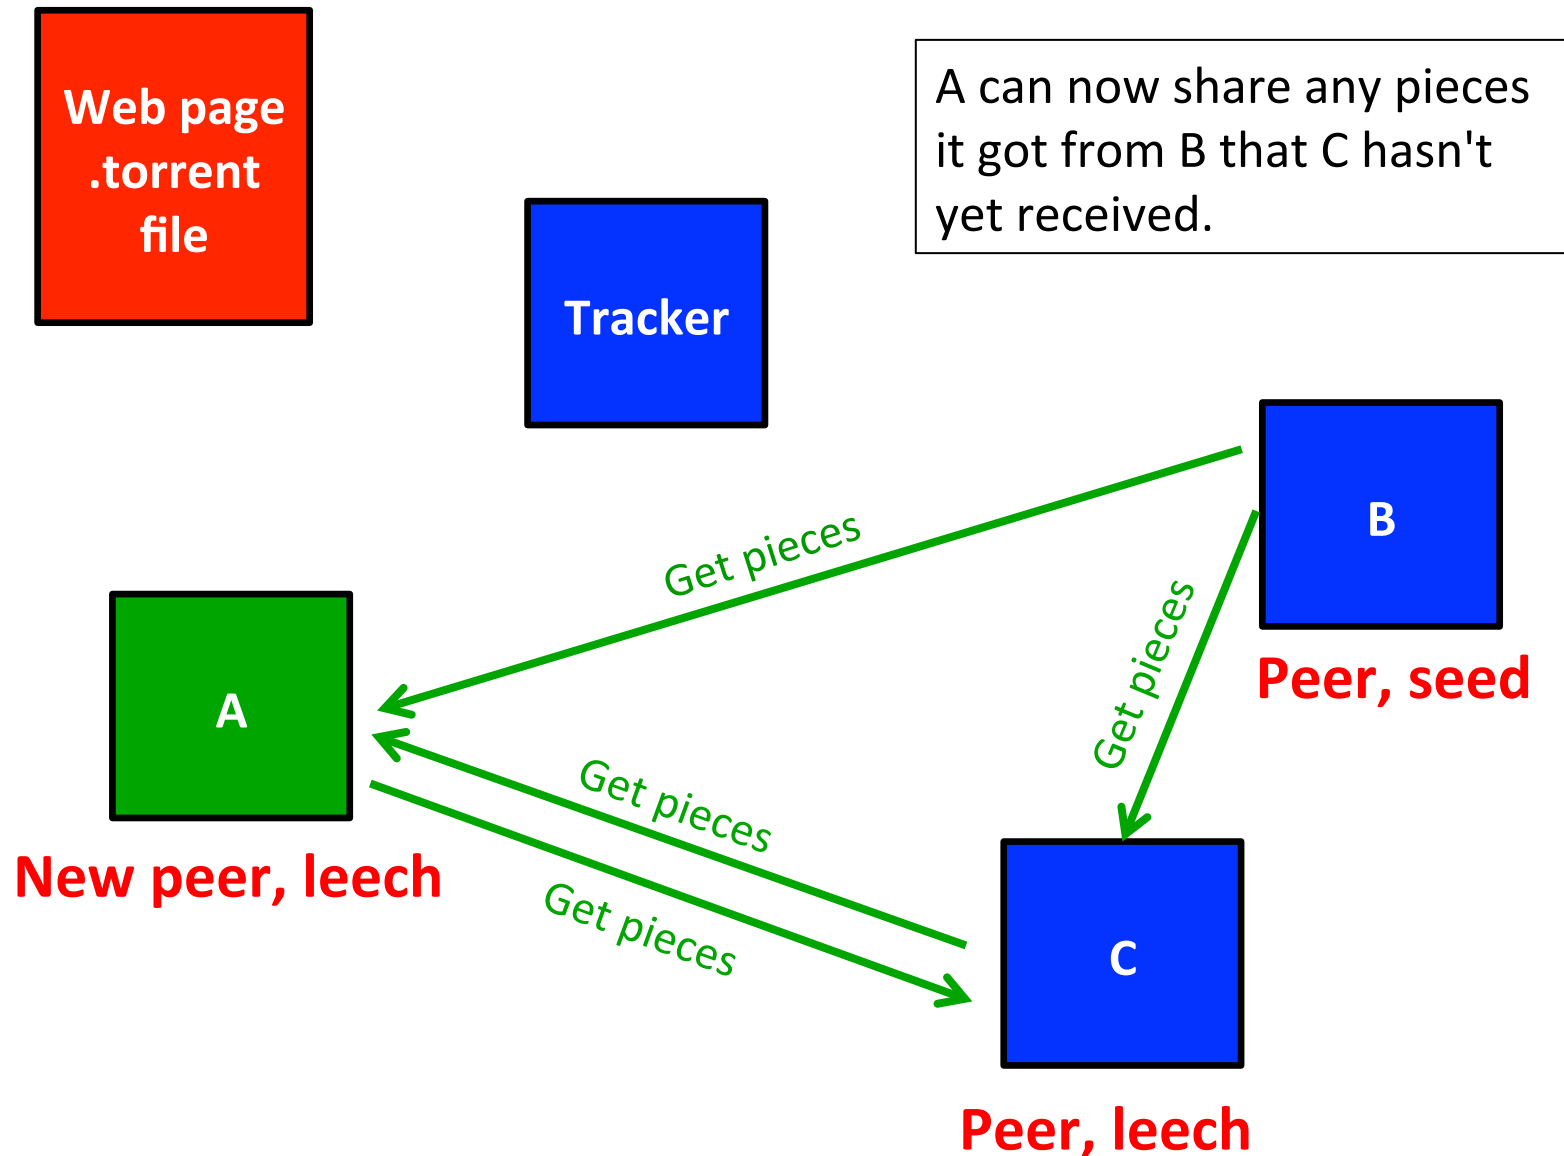 Web page
.torrent
file
A can now share any pieces
it got from B that C hasn't
yet received.
Tracker
B
Get pieces
Peer, seed
Get pieces
A
Get pieces
New peer, leech
Get pieces
C
Peer, leech